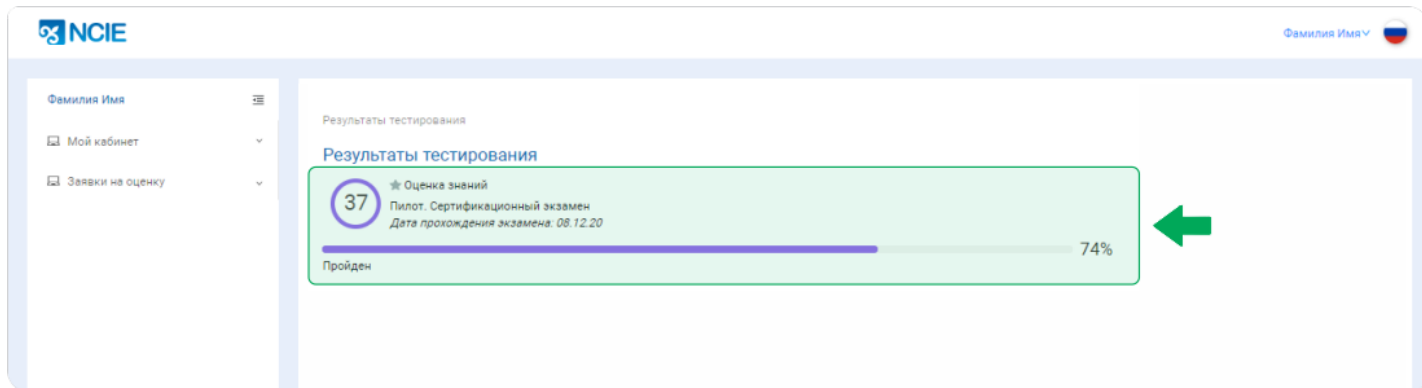 NCIE
Фамилия Имя
Фамилия Имя
Мой кабинет
Заявки на оценку
Результаты тестирования
Результаты тестирования
37
Оценка знаний
Пилот. Сертификационный экзамен
Дата прохождения экзамена: 08.12.20
74%
Пройден